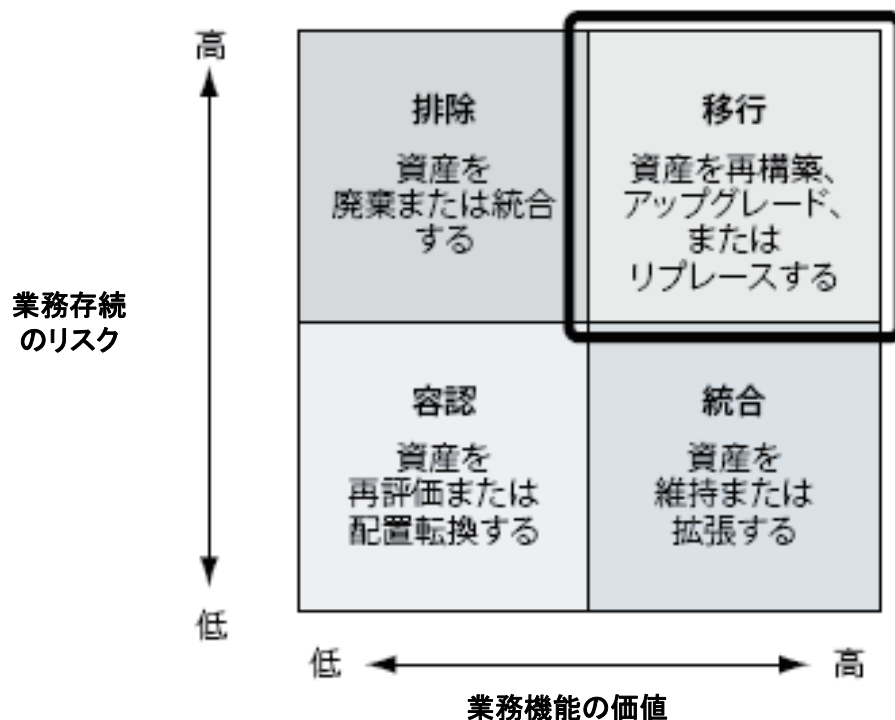 高
排除
資産を
廃棄または統合
する
移行
資産を再構築、
アップグレード、
または
リプレースする
業務存続
のリスク
容認
資産を
再評価または
配置転換する
統合
資産を
維持または
拡張する
低
低
高
業務機能の価値